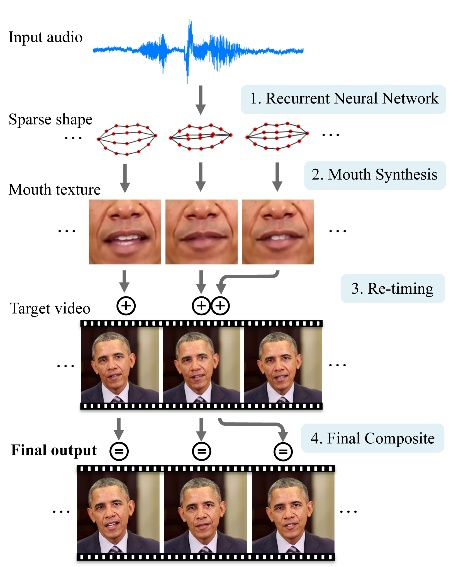 Input audio
1. Recurrent Neural Network
Sparse shape
... ...
2. Mouth Synthesis
Mouth texture
... ...
3. Re-timing
+ + +
Target video
... ...
4. Final Composite
Final output
= = =
... ...